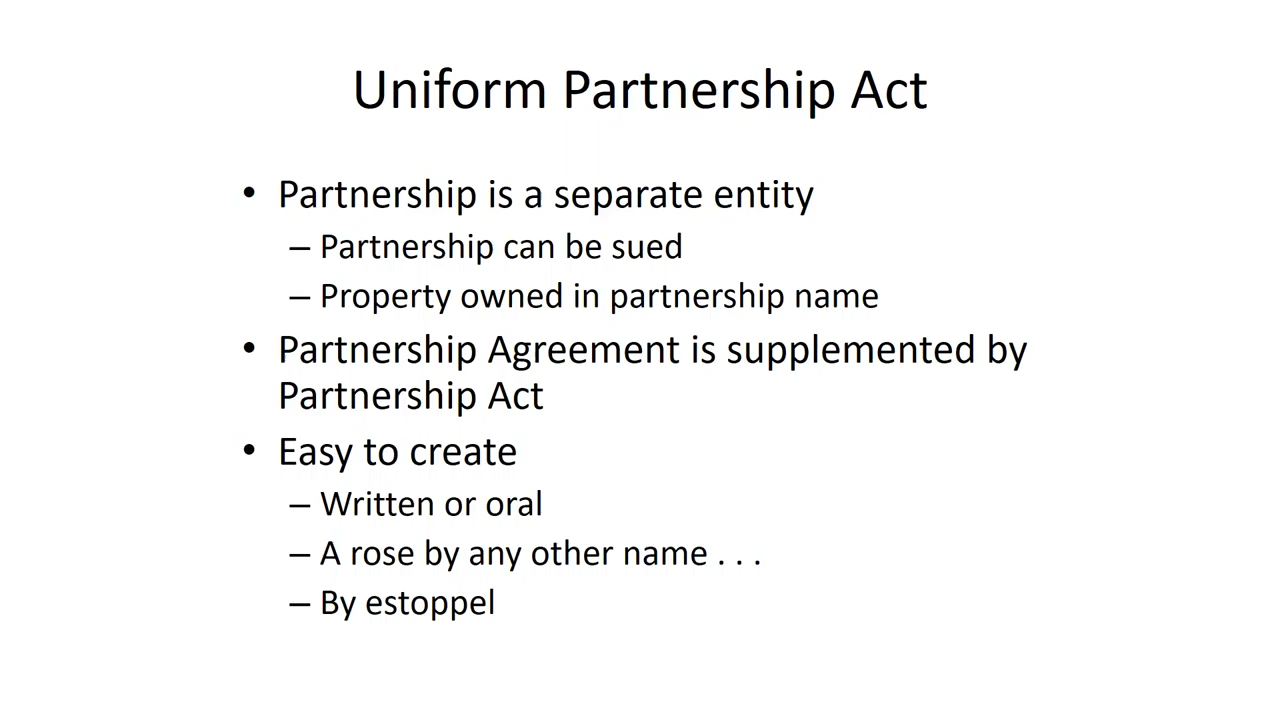 Uniform Partnership Act
• Partnership is a separate entity
– Partnership can be sued
– Property owned in partnership name
• Partnership Agreement is supplemented by
Partnership Act
• Easy to create
– Written or oral
– A rose by any other name . . .
– By estoppel